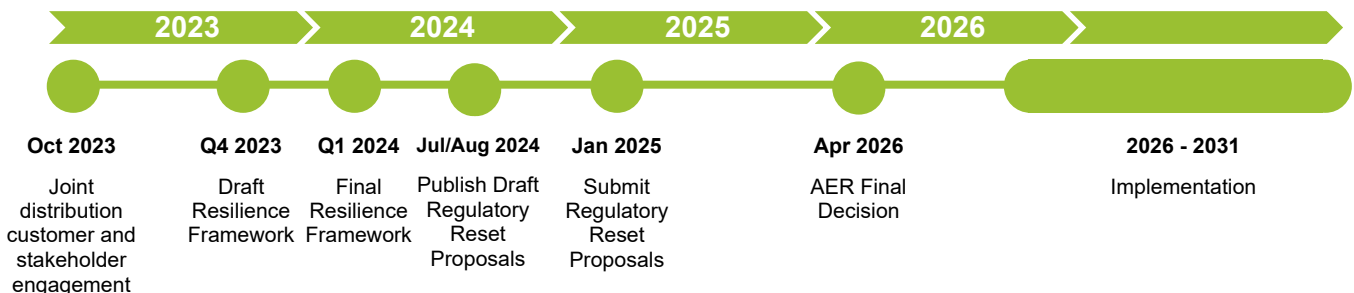 2023
2024
2025
2026
Oct 2023
Joint
distribution
customer and
stakeholder
engagement
Q4 2023
Draft
Resilience
Framework
Q1 2024
Final
Resilience
Framework
Jul/Aug 2024
Publish Draft
Regulatory
Reset
Proposals
Jan 2025
Submit
Regulatory
Reset
Proposals
Apr 2026
AER Final
Decision
2026 - 2031
Implementation